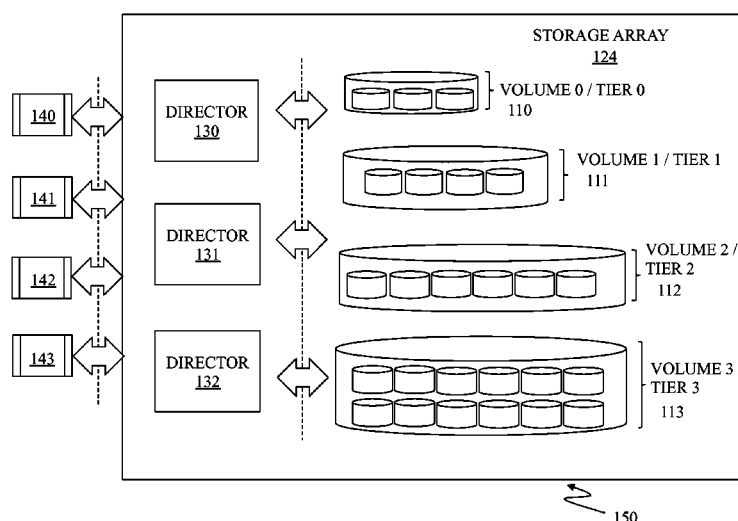 STORAGE ARRAY
124
140
141
142
143
DIRECTOR
130
DIRECTOR
131
DIRECTOR
132
VOLUME 0 / TIER 0
110
VOLUME 1 / TIER 1
111
VOLUME 2 /
TIER 2
112
VOLUME 3
TIER 3
113
150